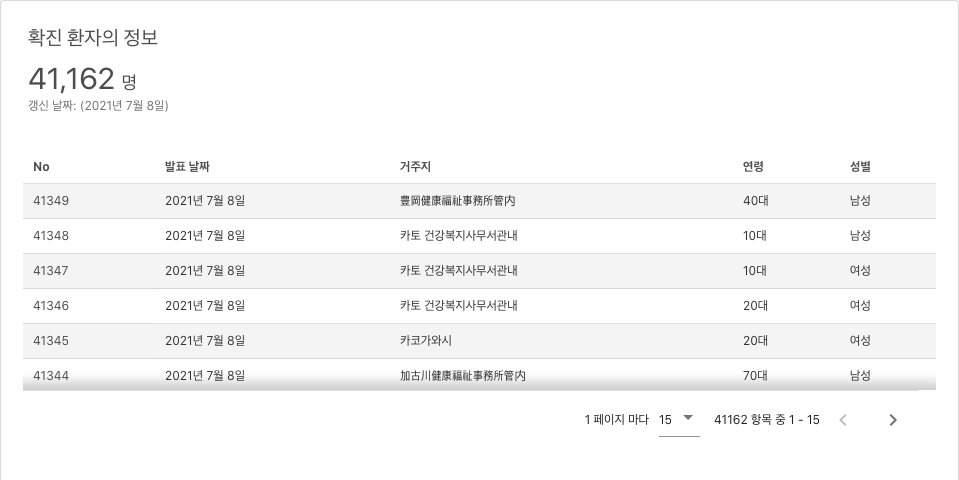 확진 환자의 정보
41,162 명
갱신 날짜: (2021년 7월 8일)
No 발표 날짜 거주지 연령 성별
41349 2021년 7월 8일 豊岡健康福祉事務所管内 40대 남성
41348 2021년 7월 8일 카토 건강복지사무서관내 10대 남성
41347 2021년 7월 8일 카토 건강복지사무서관내 10대 여성
41346 2021년 7월 8일 카토 건강복지사무서관내 20대 여성
41345 2021년 7월 8일 카코가와시 20대 여성
41344 2021년 7월 8일 加古川健康福祉事務所管内 70대 남성
1 페이지 마다 15 41162 항목 중 1 - 15